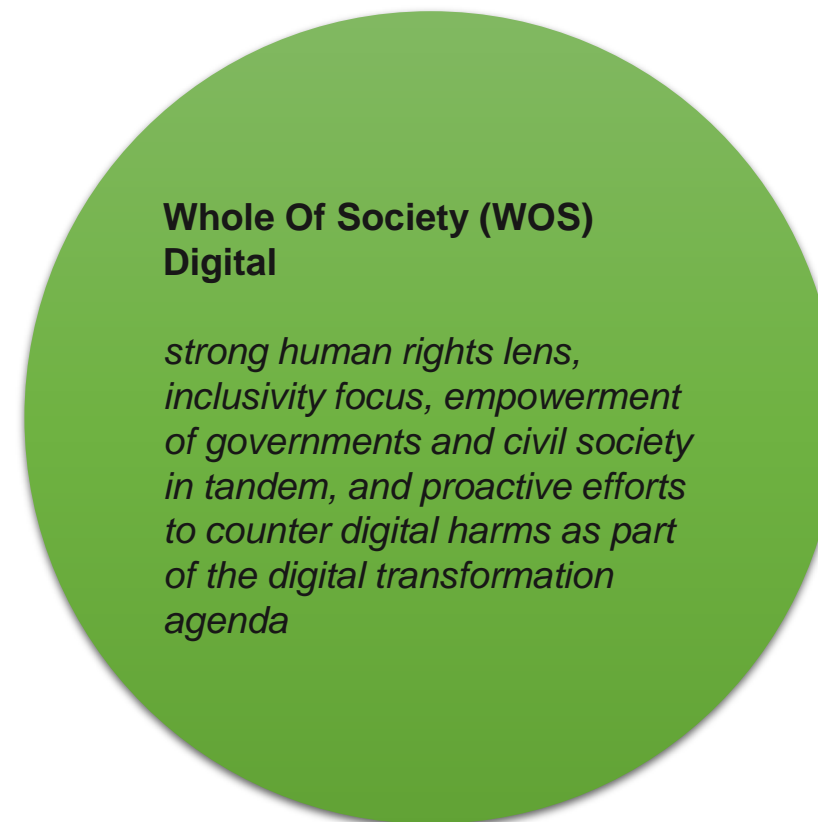 Whole Of Society (WOS)
Digital
strong human rights lens,
inclusivity focus, empowerment
of governments and civil society
in tandem, and proactive efforts
to counter digital harms as part
of the digital transformation
agenda